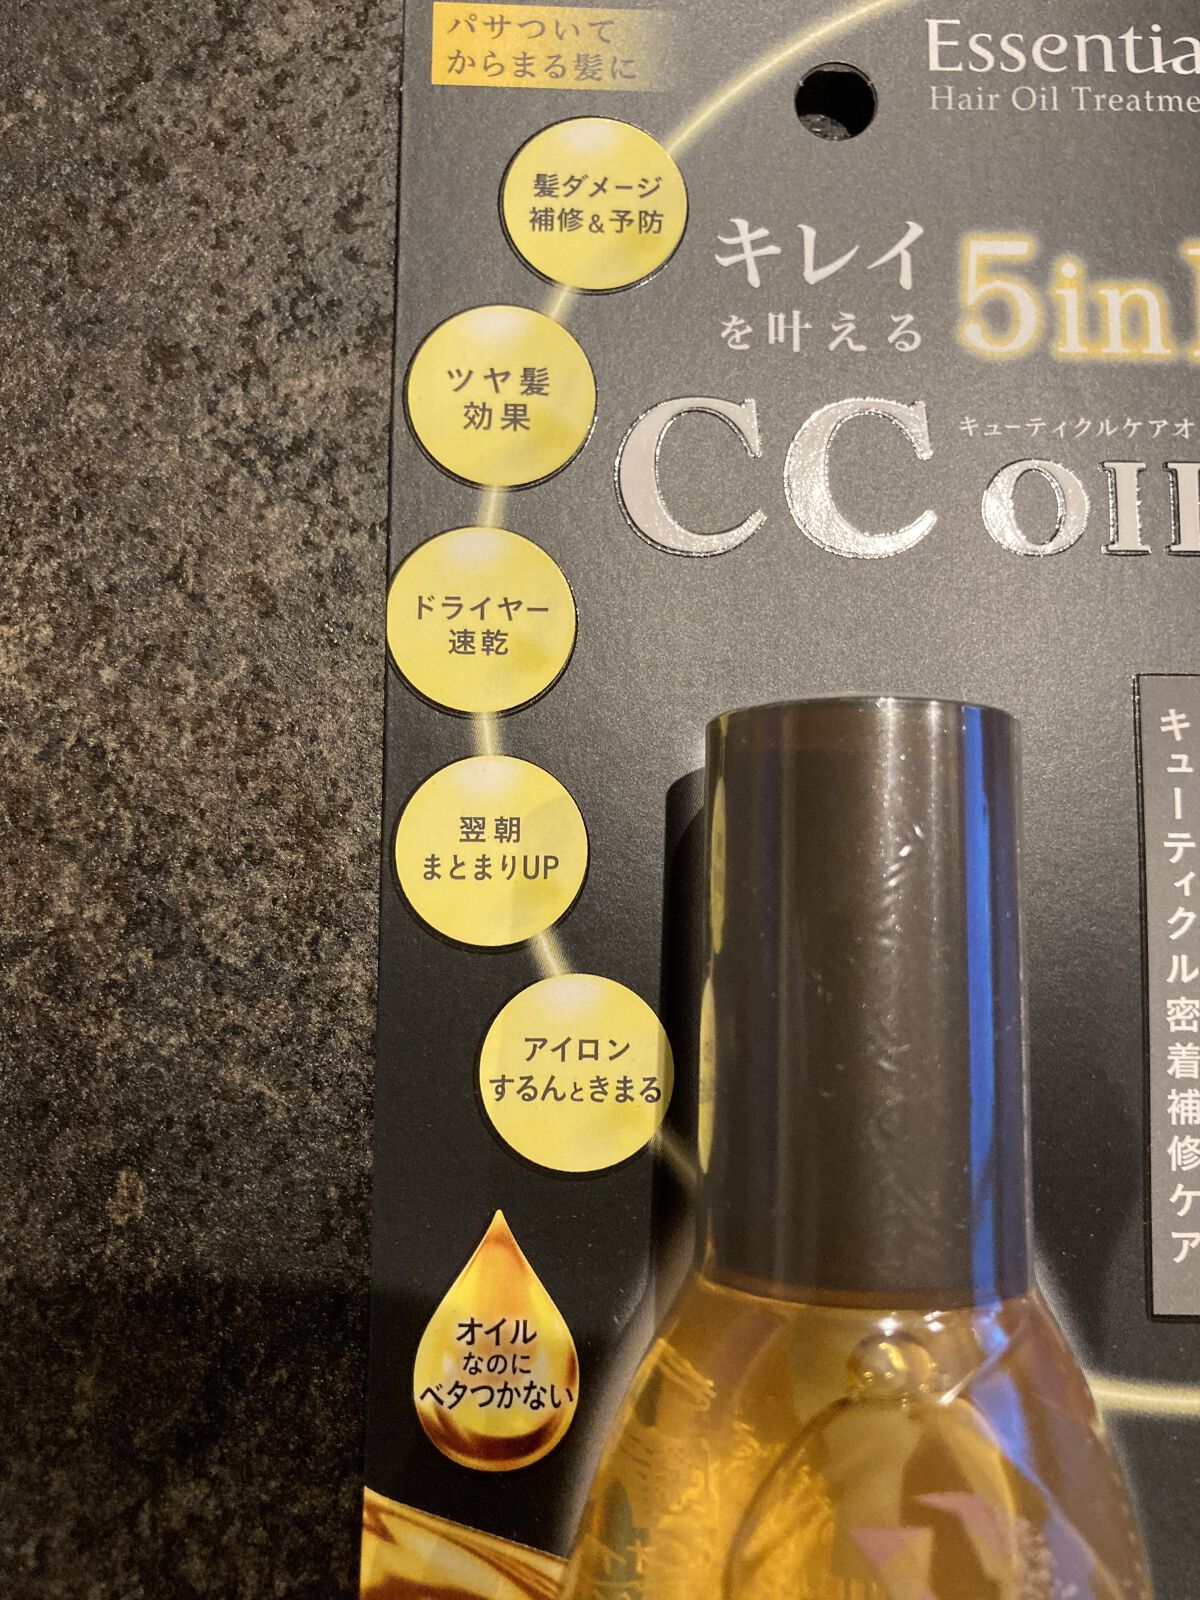 パサついて
からまる髪に
Essentia
Hair Oil Treatme
髪ダメージ
補修&予防
キレイ
を叶える
5in1
ツヤ髪
効果
CC OIL
キューティクルケアオ
ドライヤー
速乾
翌朝
まとまりUP
アイロン
するんときまる
キューティクル密着補修ケア
オイル
なのに
ベタつかない